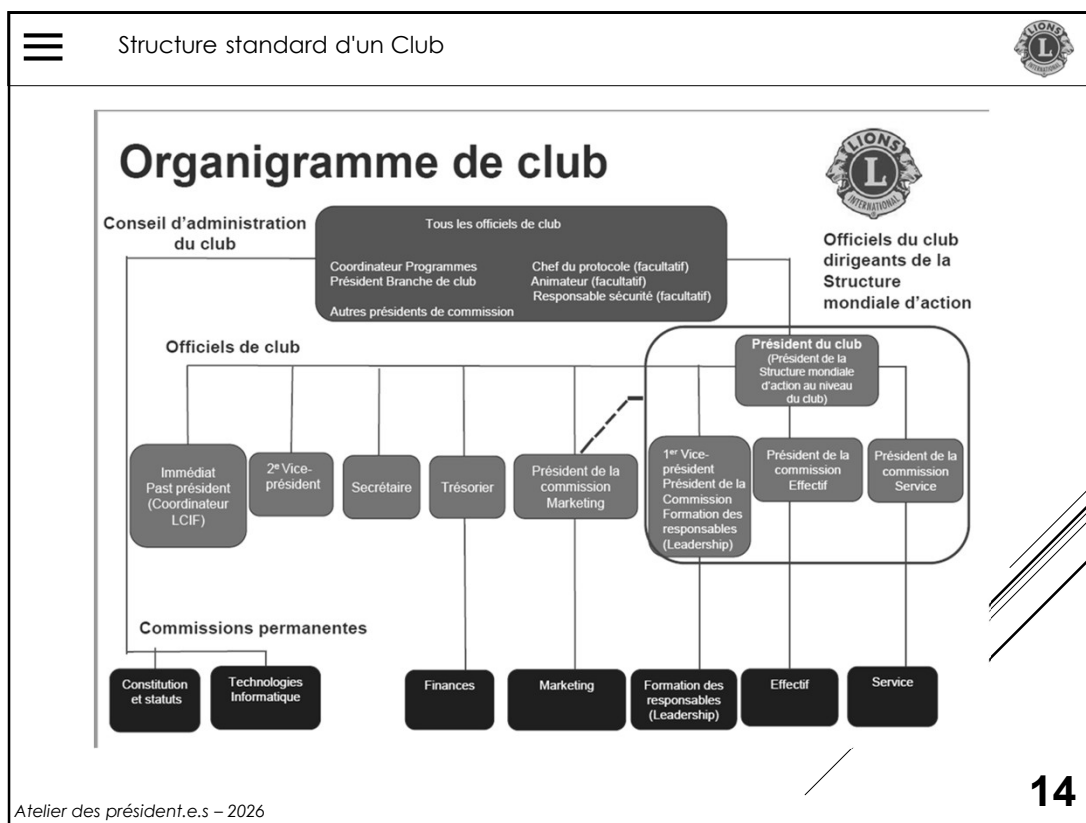 Structure standard d'un Club
LIONS
L
INTERNATIONAL
Organigramme de club
LIONS
L
INTERNATIONAL
Conseil d'administration
du club
Tous les officiels de club
Coordinateur Programmes
Président Branche de club
Autres présidents de commission
Chef du protocole (facultatif)
Animateur (facultatif)
Responsable sécurité (facultatif)
Officiels du club
dirigeants de la
Structure
mondiale d'action
Officiels de club
Président du club
(Président de la
Structure mondiale
d'action au niveau
du club)
Immédiat
Past président
(Coordinateur
LCIF)
2e Vice-
président
Secrétaire
Trésorier
Président de la
commission
Marketing
1er Vice-
président
Président de la
Commission
Formation des
responsables
(Leadership)
Président de la
commission
Effectif
Président de la
commission
Service
Commissions permanentes
Constitution
et statuts
Technologies
Informatique
Finances
Marketing
Formation des
responsables
(Leadership)
Effectif
Service
Atelier des président.e.s – 2026
14